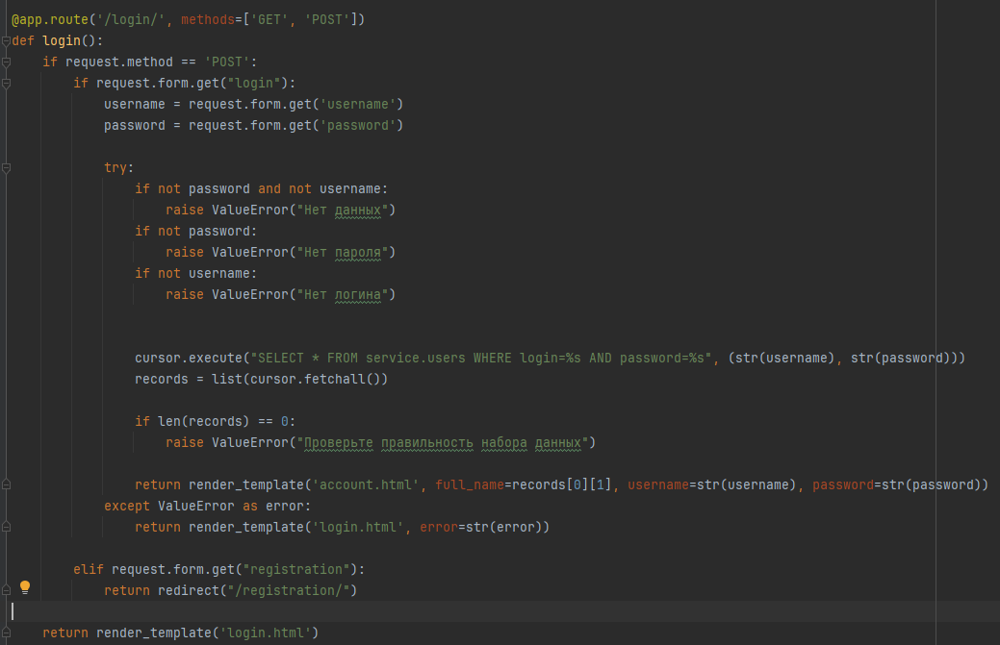 @app.route('/login/', methods=['GET', 'POST'])
def login():
    if request.method == 'POST':
        if request.form.get("login"):
            username = request.form.get('username')
            password = request.form.get('password')
            try:
                if not password and not username:
                    raise ValueError("Нет данных")
                if not password:
                    raise ValueError("Нет пароля")
                if not username:
                    raise ValueError("Нет логина")
                cursor.execute("SELECT * FROM service.users WHERE login=%s AND password=%s", (str(username), str(password)))
                records = list(cursor.fetchall())
                if len(records) == 0:
                    raise ValueError("Проверьте правильность набора данных")
                return render_template('account.html', full_name=records[0][1], username=str(username), password=str(password))
            except ValueError as error:
                return render_template('login.html', error=str(error))
        elif request.form.get("registration"):
            return redirect("/registration/")
    return render_template('login.html')